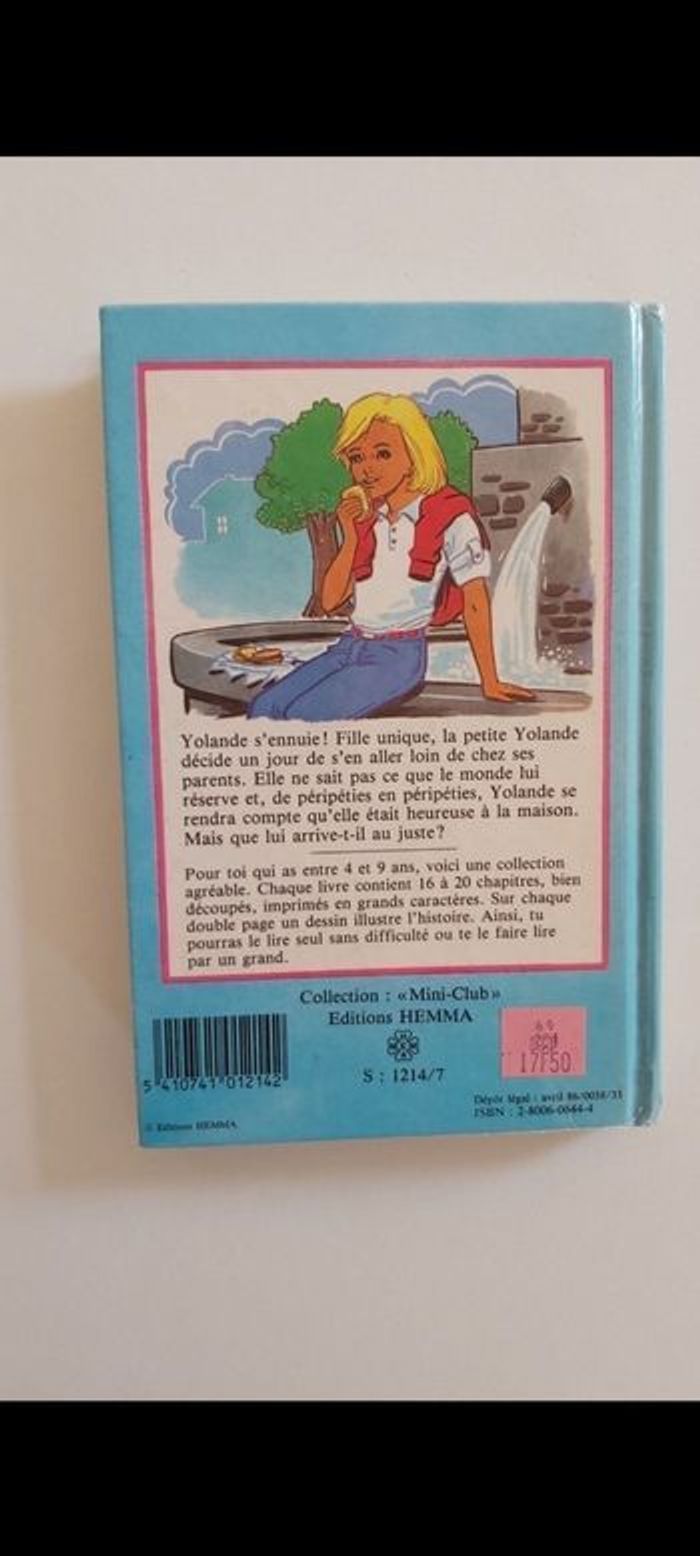 Yolande s'ennuie! Fille unique, la petite Yolande
décide un jour de s'en aller loin de chez ses
parents. Elle ne sait pas ce que le monde lui
réserve et, de péripéties en péripéties, Yolande se
rendra compte qu'elle était heureuse à la maison.
Mais que lui arrive-t-il au juste?
Pour toi qui as entre 4 et 9 ans, voici une collection
agréable. Chaque livre contient 16 à 20 chapitres, bien
découpés, imprimés en grands caractères. Sur chaque
double page un dessin illustre l'histoire. Ainsi, tu
pourras le lire seul sans difficulté ou te le faire lire
par un grand.
Collection : «Mini-Club»
Editions HEMMA
S : 1214/7
5 410741 012142
17F50
Dépôt légal : avril 86/0058/
ISBN : 2-8006-0644-4
© Editions HEMMA